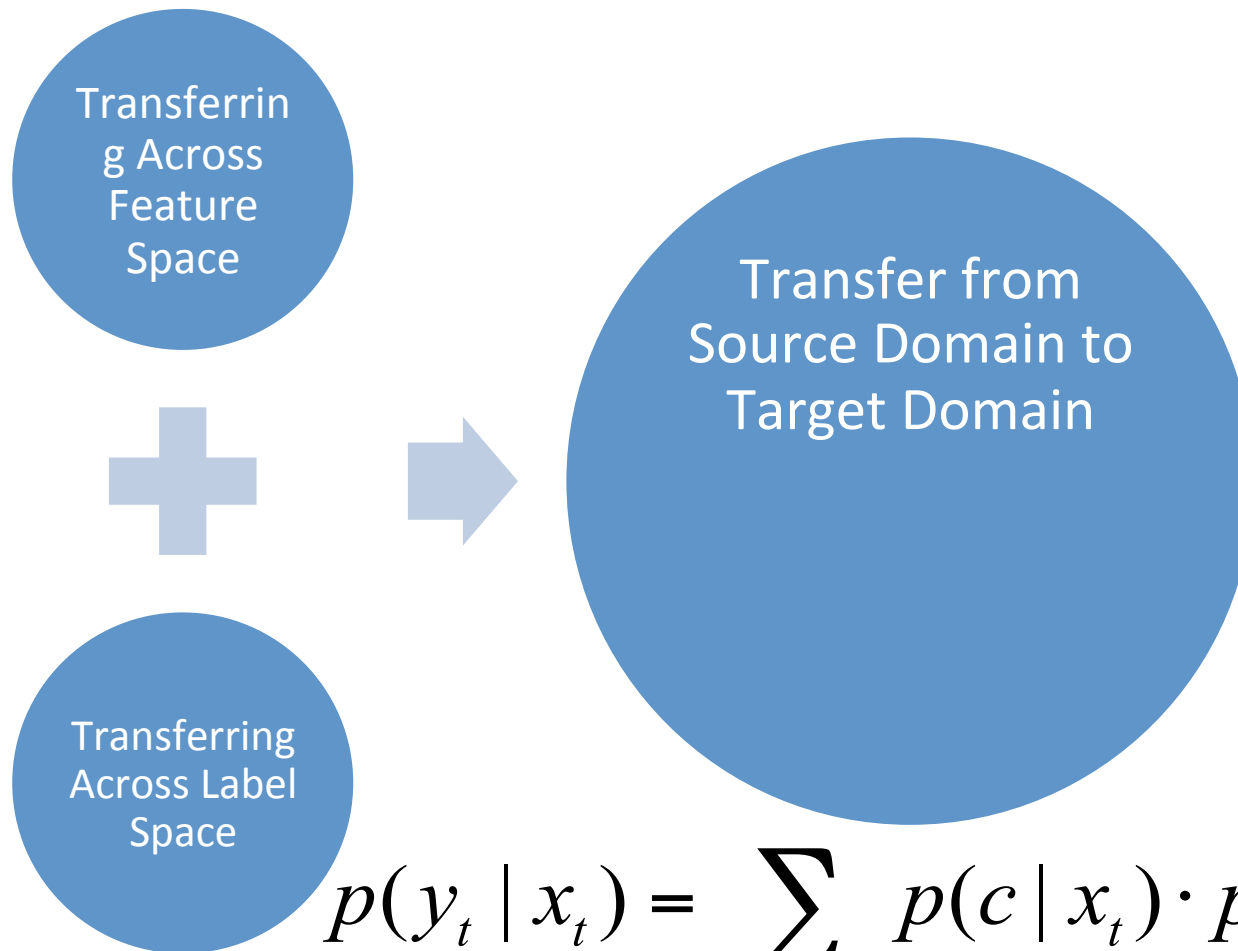 Transferrin
g Across
Feature
Space
Transfer from
Source Domain to
Target Domain
Transferring
Across Label
Space
p(y_t | x_t) = ∑ p(c | x_t) · p